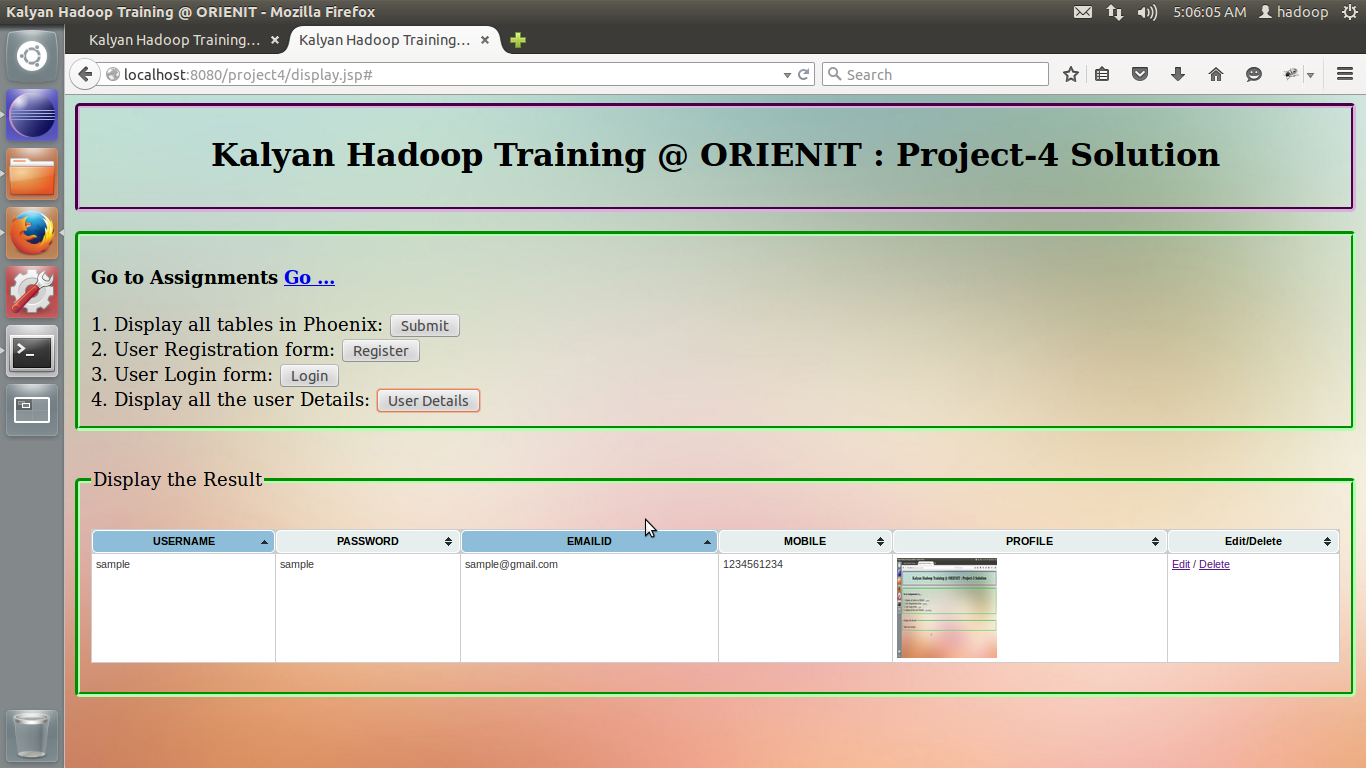 Kalyan Hadoop Training @ ORIENIT - Mozilla Firefox
5:06:05 AM hadoop
Kalyan Hadoop Training... Kalyan Hadoop Training...
localhost:8080/project4/display.jsp# Search
Kalyan Hadoop Training @ ORIENIT : Project-4 Solution
Go to Assignments Go ...
1. Display all tables in Phoenix: Submit
2. User Registration form: Register
3. User Login form: Login
4. Display all the user Details: User Details
Display the Result
USERNAME PASSWORD EMAILID MOBILE PROFILE Edit/Delete
sample sample sample@gmail.com 1234561234 Edit / Delete